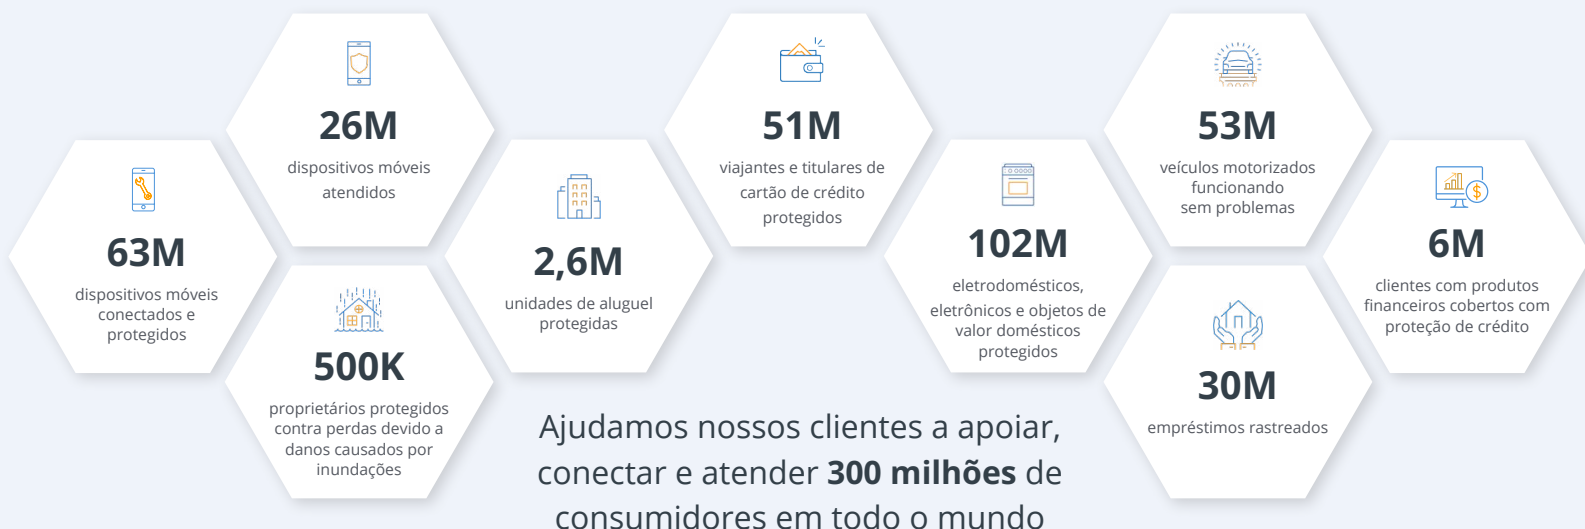 63M
dispositivos móveis
conectados e
protegidos
26M
dispositivos móveis
atendidos
500K
proprietários protegidos
contra perdas devido a
danos causados por
inundações
2,6M
unidades de aluguel
protegidas
51M
viajantes e titulares de
cartão de crédito
protegidos
102M
eletrodomésticos,
eletrônicos e objetos de
valor domésticos
protegidos
53M
veículos motorizados
funcionando
sem problemas
30M
empréstimos rastreados
6M
clientes com produtos
financeiros cobertos com
proteção de crédito
Ajudamos nossos clientes a apoiar,
conectar e atender 300 milhões de
consumidores em todo o mundo